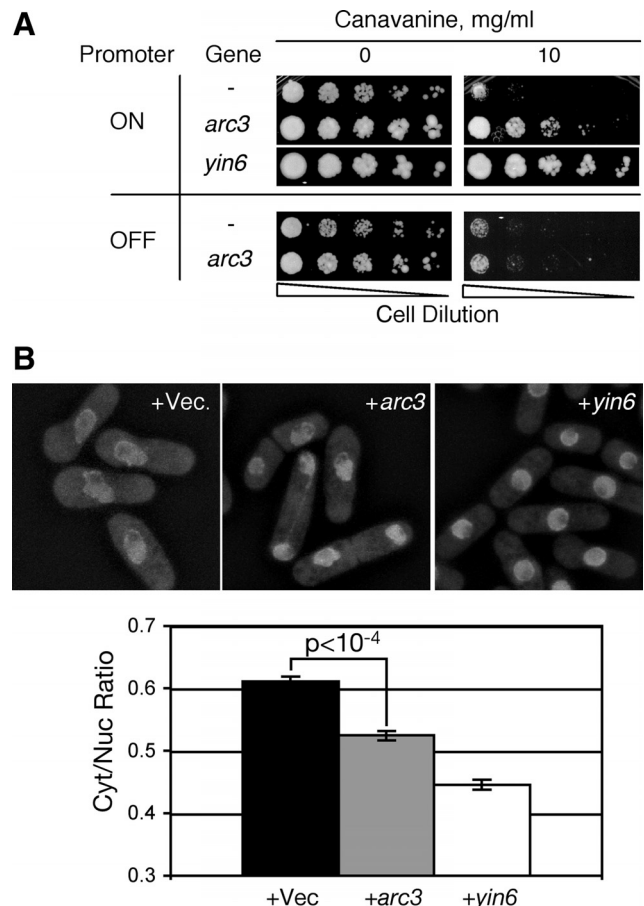 A
Canavanine, mg/ml
Promoter Gene 0 10
-
ON arc3
yin6
-
OFF arc3
Cell Dilution
B
+Vec. +arc3 +yin6
0.7
p<10-4
0.6
0.5
0.4
0.3
Cyt/Nuc Ratio
+Vec +arc3 +yin6